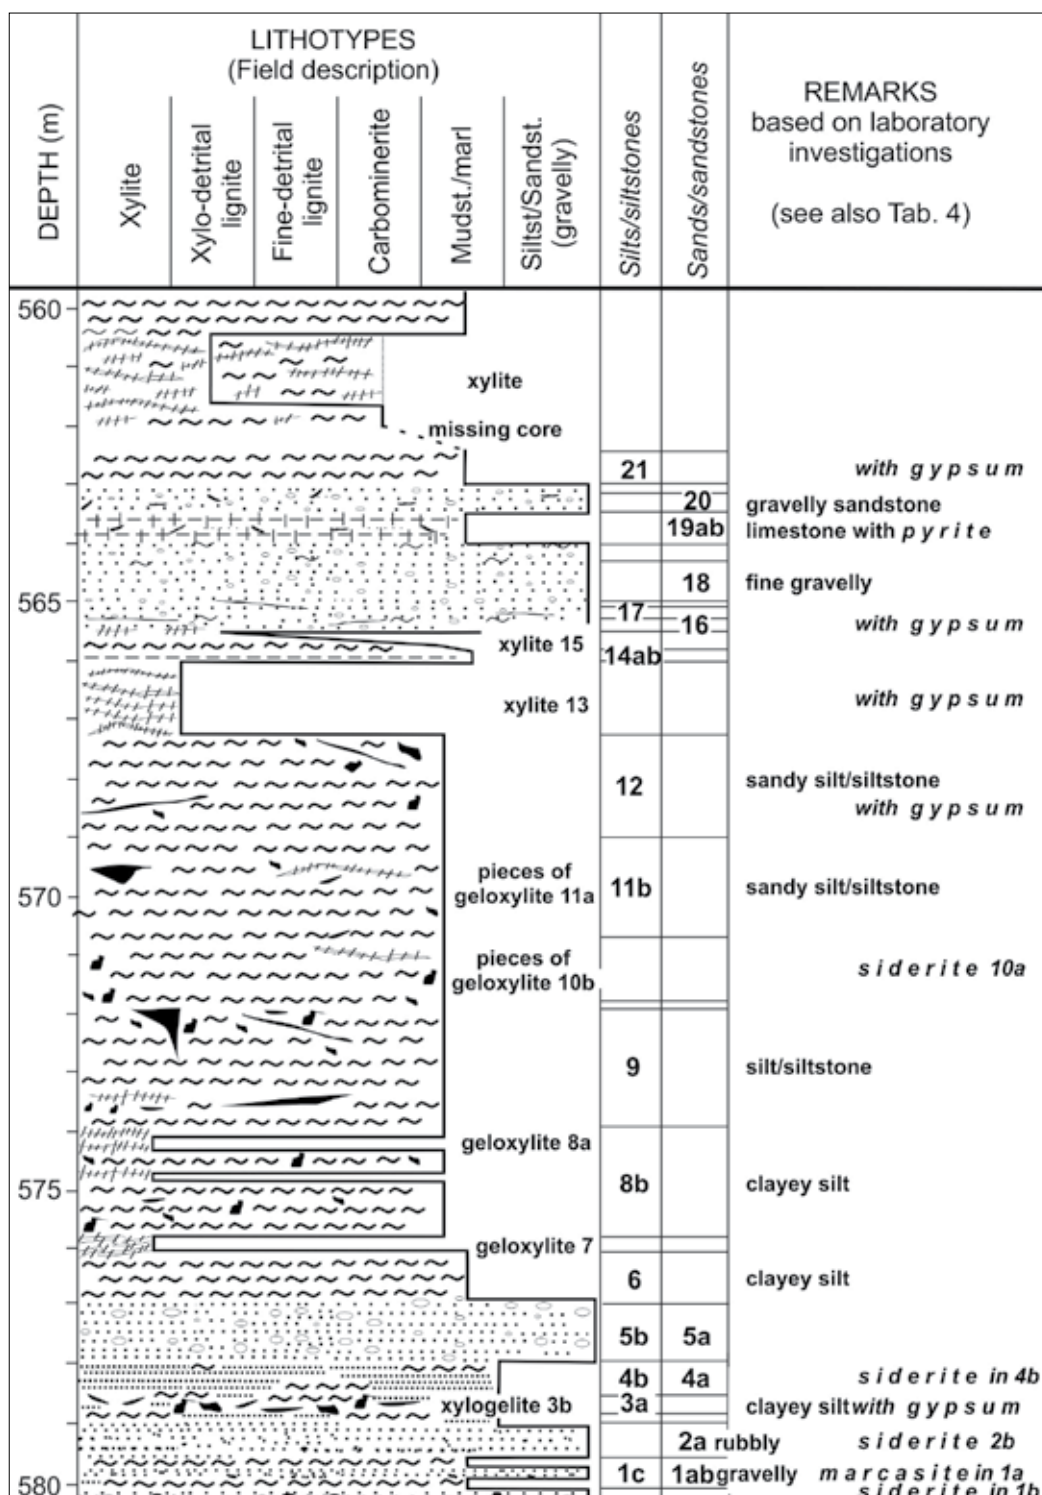 LITHOTYPES
(Field description)
DEPTH (m)
Xylite
Xylo-detrital
lignite
Fine-detrital
lignite
Carbominerite
Mudst./marl
Siltst/Sandst.
(gravelly)
Silts/siltstones
Sands/sandstones
REMARKS
based on laboratory
investigations
(see also Tab. 4)
560
xylite
missing core
21 with gypsum
20 gravelly sandstone
19ab limestone with pyrite
18 fine gravelly
565
17
16 with gypsum
xylite 15
14ab
xylite 13 with gypsum
12 sandy silt/siltstone
with gypsum
pieces of
geloxylite 11a 11b sandy silt/siltstone
570
pieces of
geloxylite 10b siderite 10a
9 silt/siltstone
geloxylite 8a
575 8b clayey silt
geloxylite 7
6 clayey silt
5b 5a
4b 4a siderite in 4b
xylogelite 3b 3a clayey silt with gypsum
2a rubbly siderite 2b
1c 1ab gravelly marcasite in 1a
580 siderite in 1b